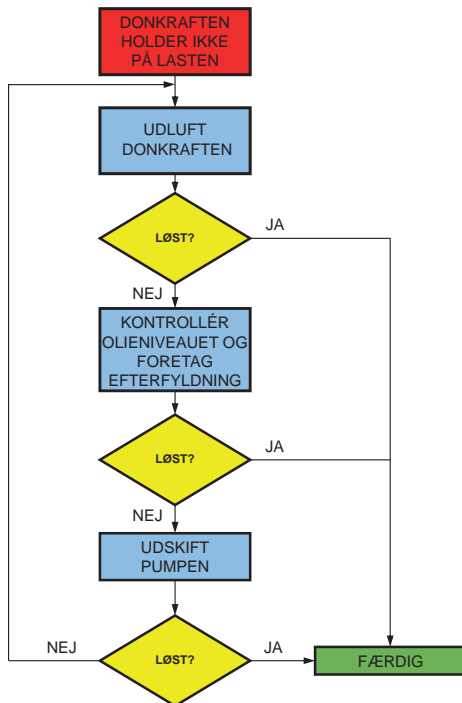 DONKRAFTEN
HOLDER IKKE
PÅ LASTEN
UDLUFT
DONKRAFTEN
LØST?
JA
NEJ
KONTROLLÉR
OLIENIVEAUET OG
FORETAG
EFTERFYLDNING
LØST?
JA
NEJ
UDSKIFT
PUMPEN
NEJ
LØST?
JA
FÆRDIG